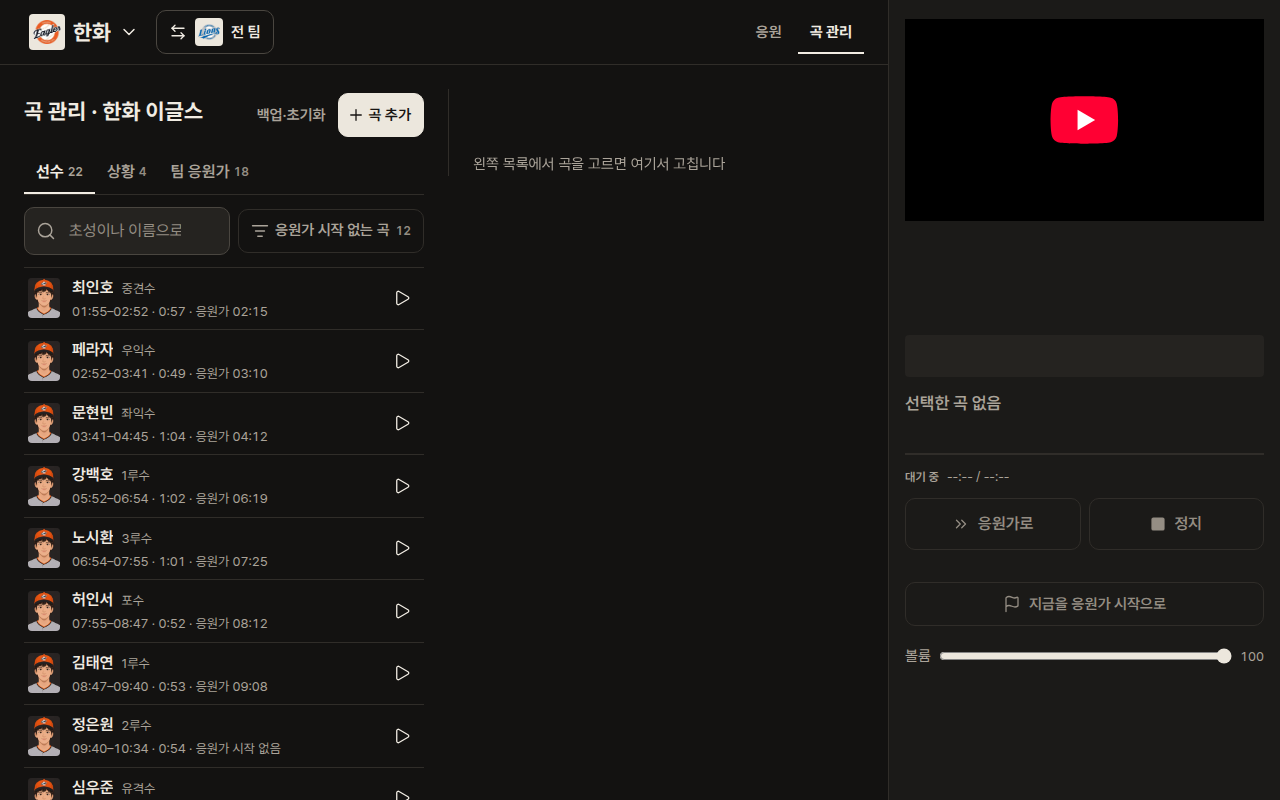 Eagles 한화
Lions 전 팀
응원
곡 관리
곡 관리 · 한화 이글스
백업·초기화
곡 추가
선수 22
상황 4
팀 응원가 18
초성이나 이름으로
응원가 시작 없는 곡 12
최인호 중견수
01:55–02:52 · 0:57 · 응원가 02:15
페라자 우익수
02:52–03:41 · 0:49 · 응원가 03:10
문현빈 좌익수
03:41–04:45 · 1:04 · 응원가 04:12
강백호 1루수
05:52–06:54 · 1:02 · 응원가 06:19
노시환 3루수
06:54–07:55 · 1:01 · 응원가 07:25
허인서 포수
07:55–08:47 · 0:52 · 응원가 08:12
김태연 1루수
08:47–09:40 · 0:53 · 응원가 09:08
정은원 2루수
09:40–10:34 · 0:54 · 응원가 시작 없음
심우준 유격수
왼쪽 목록에서 곡을 고르면 여기서 고칩니다
선택한 곡 없음
대기 중 --:-- / --:--
응원가로
정지
지금을 응원가 시작으로
볼륨 100